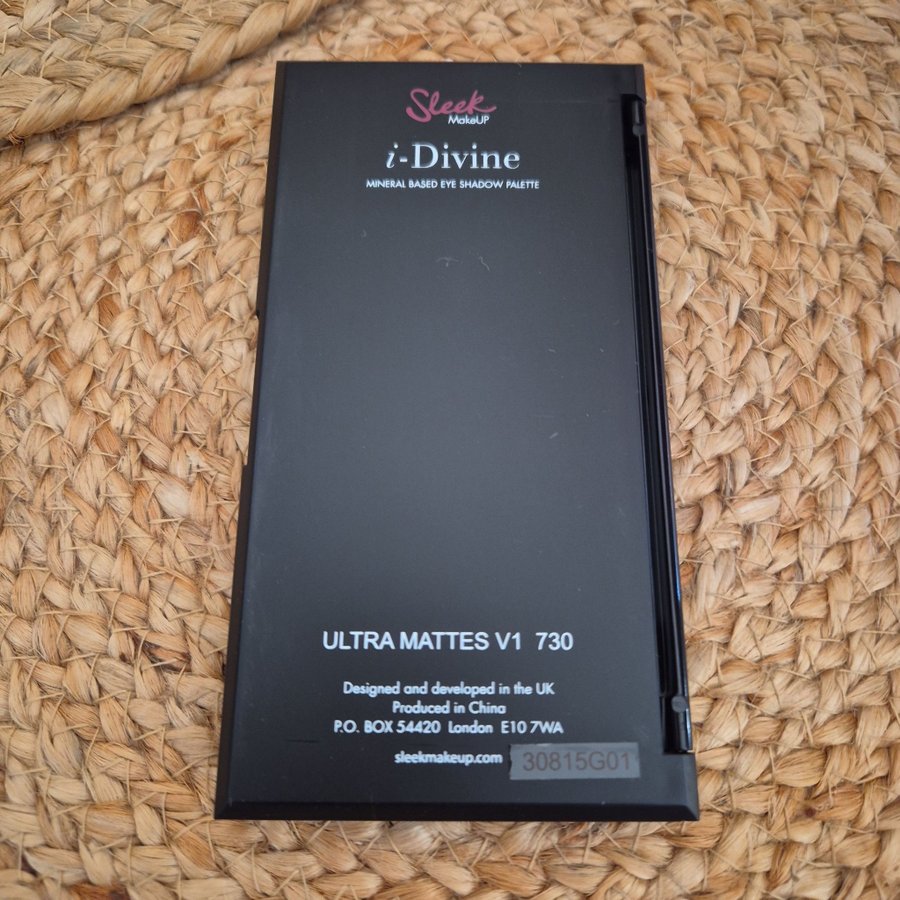 Sleek
MakeUP
i-Divine
MINERAL BASED EYE SHADOW PALETTE
ULTRA MATTES V1 730
Designed and developed in the UK
Produced in China
P.O. BOX 54420 London E10 7WA
sleekmakeup.com 30815G01